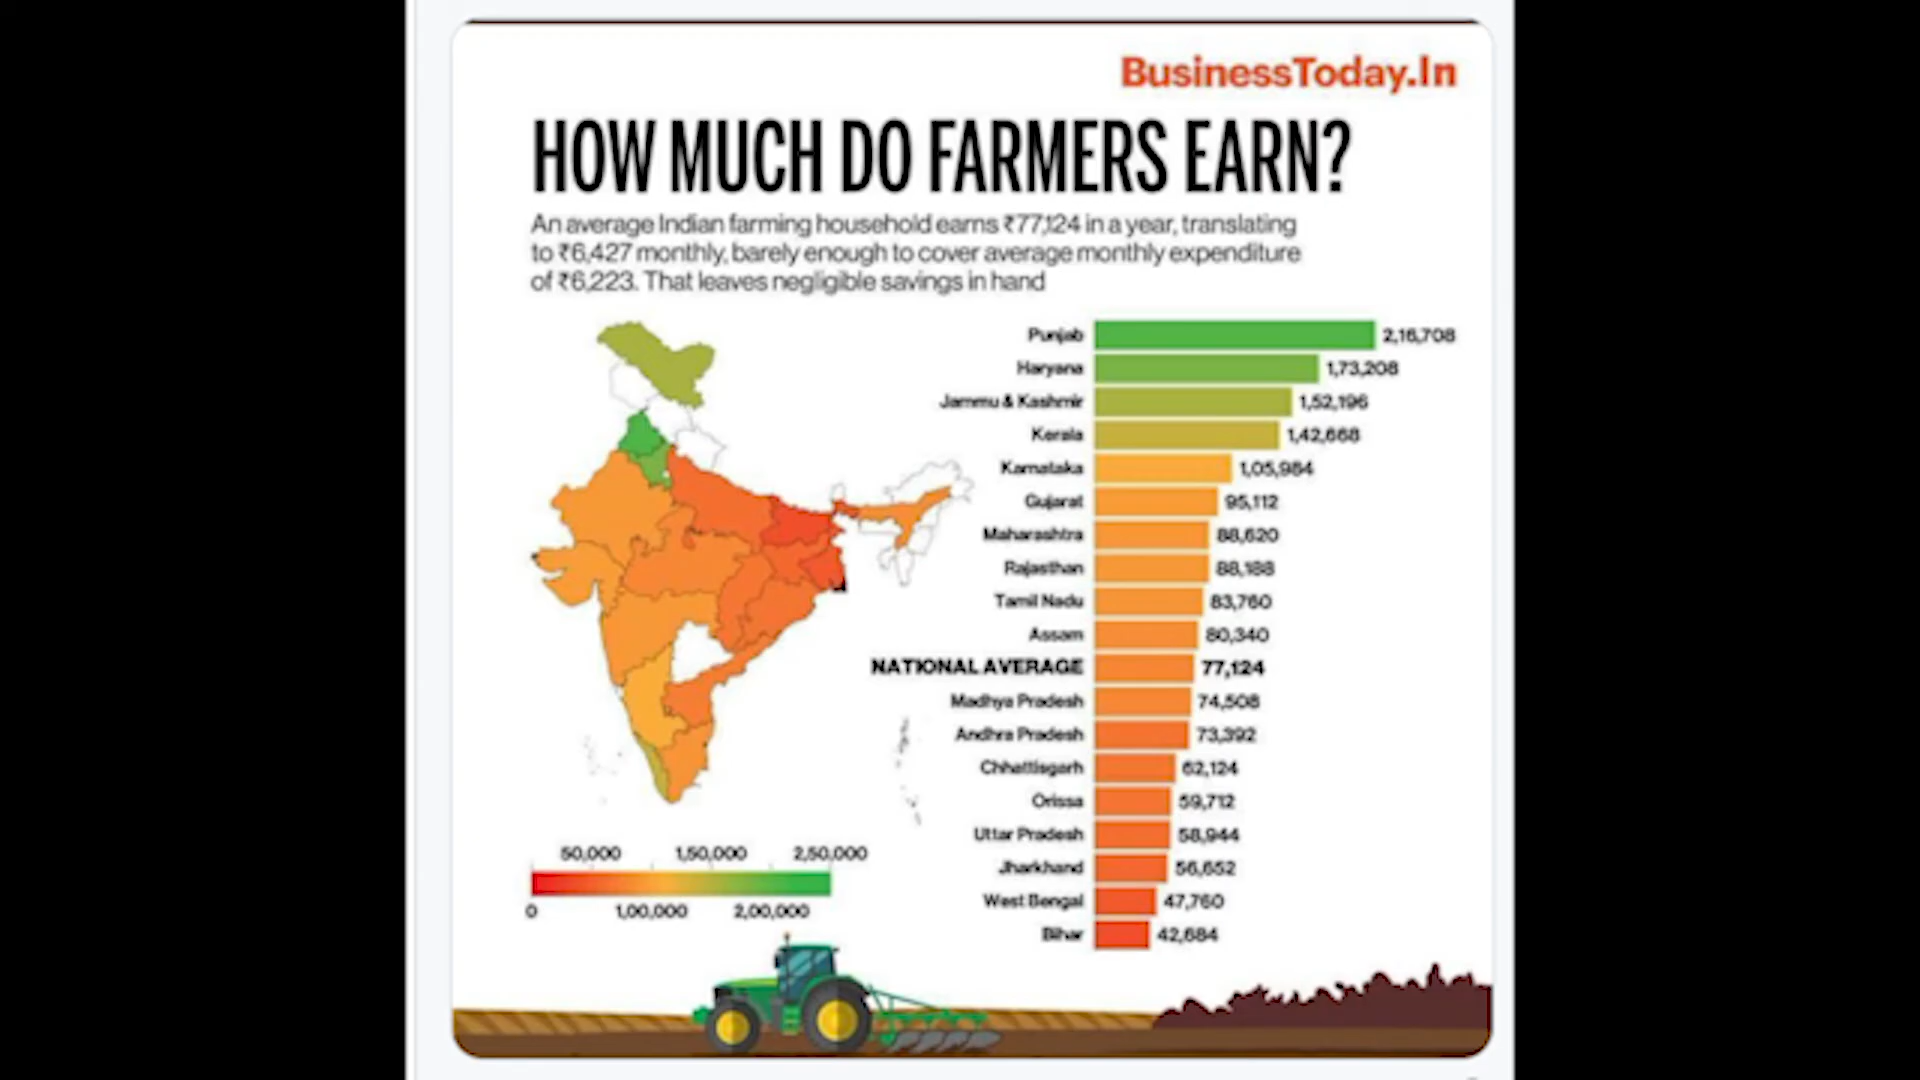 BusinessToday.In
HOW MUCH DO FARMERS EARN?
An average Indian farming household earns ₹77,124 in a year, translating
to ₹6,427 monthly, barely enough to cover average monthly expenditure
of ₹6,223. That leaves negligible savings in hand
Punjab 2,16,708
Haryana 1,73,208
Jammu & Kashmir 1,52,196
Kerala 1,42,668
Karnataka 1,05,984
Gujarat 95,112
Maharashtra 88,620
Rajasthan 88,188
Tamil Nadu 83,760
Assam 80,340
NATIONAL AVERAGE 77,124
Madhya Pradesh 74,508
Andhra Pradesh 73,392
Chhattisgarh 62,124
Orissa 59,712
Uttar Pradesh 58,944
Jharkhand 56,652
West Bengal 47,760
Bihar 42,684
50,000 1,50,000 2,50,000
0 1,00,000 2,00,000